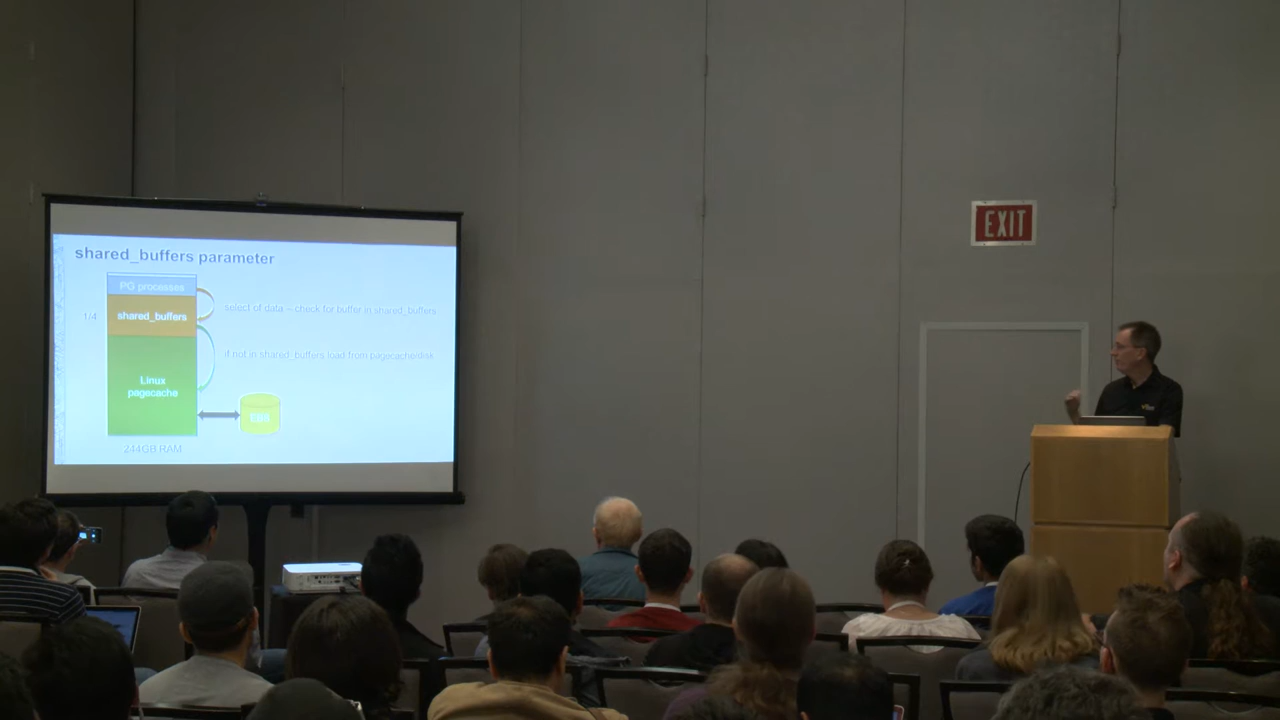 shared_buffers parameter
PG processes
select of data – check for buffer in shared_buffers
1/4
shared_buffers
if not in shared_buffers load from pagecache/disk
Linux
pagecache
EBS
244GB RAM
EXIT